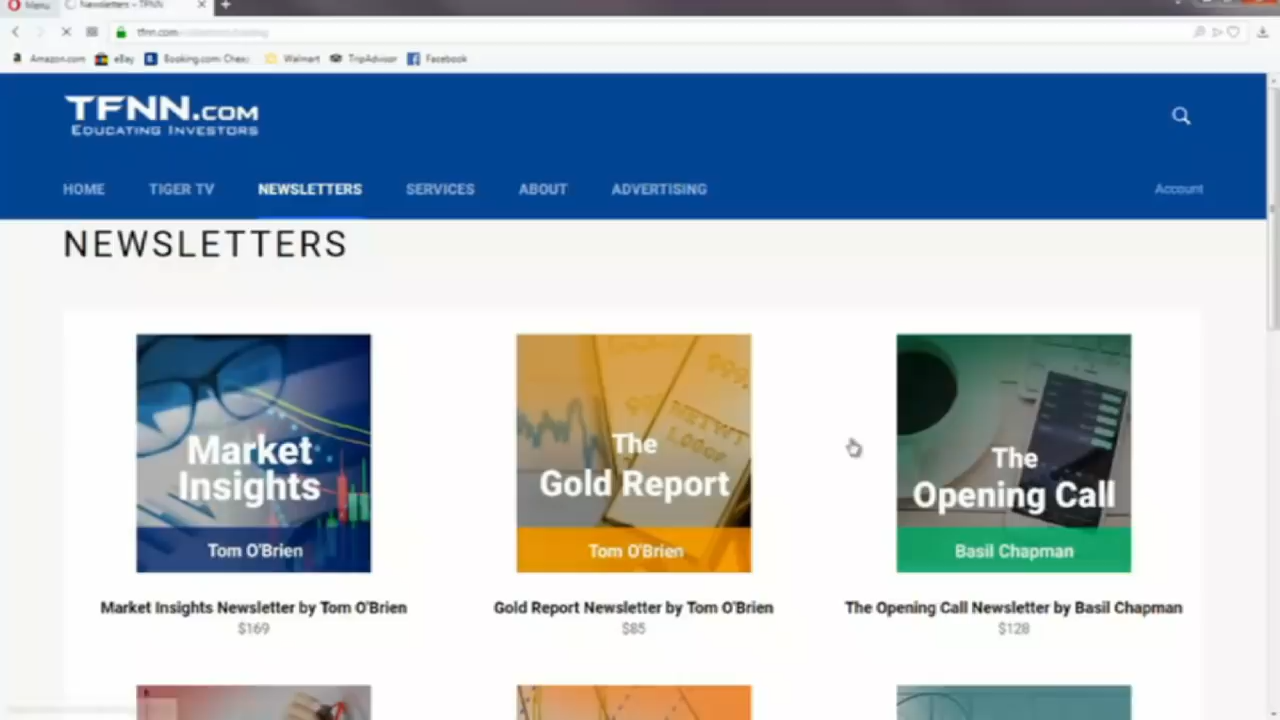 Menu
Newsletters – TFNN
tfnn.com
Amazon.com
eBay
Booking.com: Cheap
Walmart
TripAdvisor
Facebook
TFNN.COM
EDUCATING INVESTORS
HOME
TIGER TV
NEWSLETTERS
SERVICES
ABOUT
ADVERTISING
Account
NEWSLETTERS
Market
Insights
Tom O'Brien
The
Gold Report
Tom O'Brien
The
Opening Call
Basil Chapman
Market Insights Newsletter by Tom O'Brien
$169
Gold Report Newsletter by Tom O'Brien
$85
The Opening Call Newsletter by Basil Chapman
$128